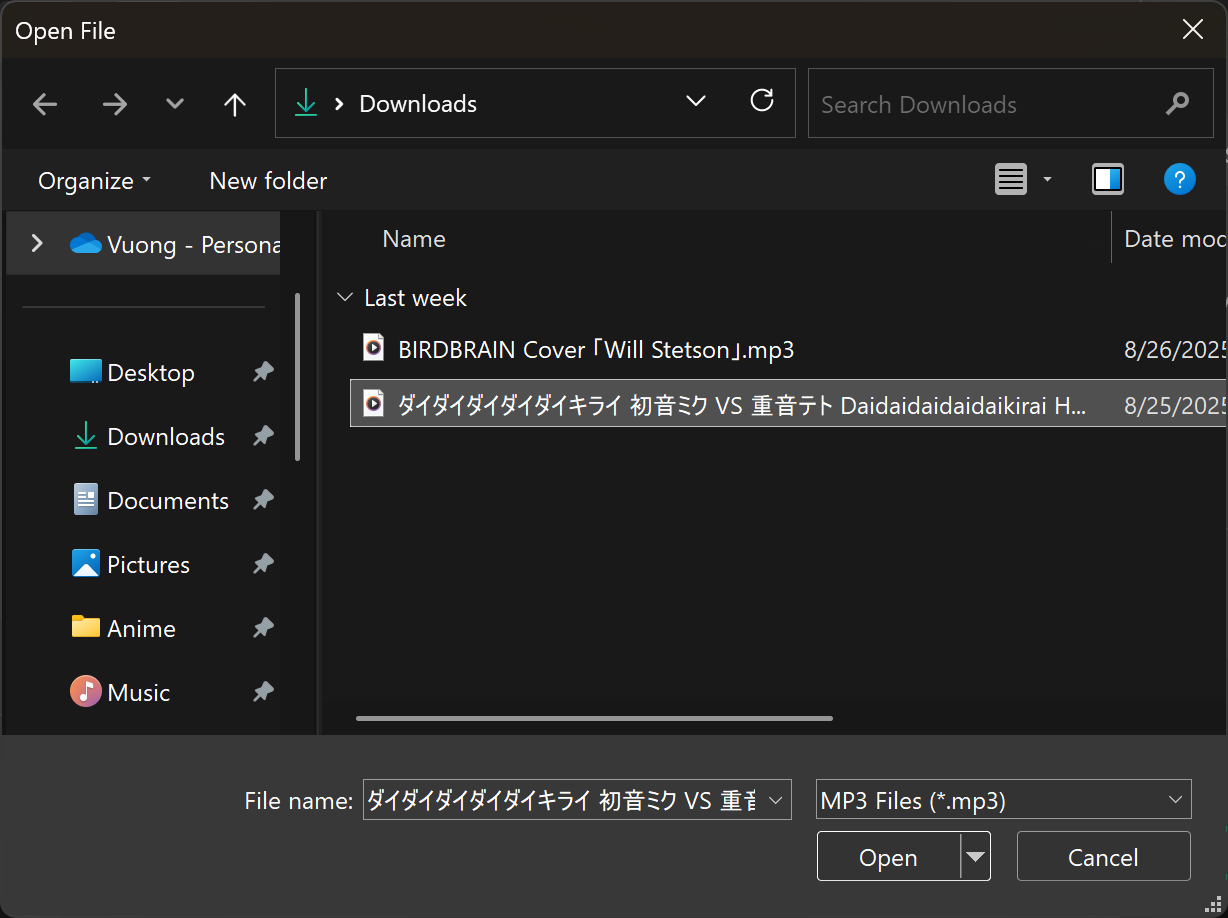 Open File
Downloads
Search Downloads
Organize
New folder
Vuong - Persona
Name
Date mod
Last week
Desktop
BIRDBRAIN Cover「Will Stetson」.mp3
8/26/2025
ダイダイダイダイダイキライ 初音ミク VS 重音テト Daidaidaidaidaikirai H...
8/25/2025
Downloads
Documents
Pictures
Anime
Music
File name:
ダイダイダイダイダイキライ 初音ミク VS 重音
MP3 Files (*.mp3)
Open
Cancel